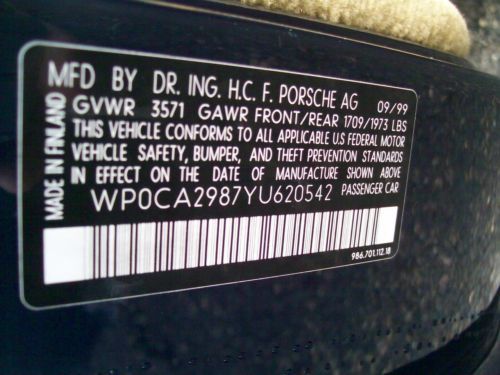 MFD BY DR. ING. H.C. F. PORSCHE AG 09/99
GVWR 3571 GAWR FRONT/REAR 1709/1973 LBS
THIS VEHICLE CONFORMS TO ALL APPLICABLE U.S FEDERAL MOTOR
VEHICLE SAFETY, BUMPER, AND THEFT PREVENTION STANDARDS
IN EFFECT ON THE DATE OF MANUFACTURE SHOWN ABOVE
WP0CA2987YU620542 PASSENGER CAR
986.701.112.18
MADE IN FINLAND